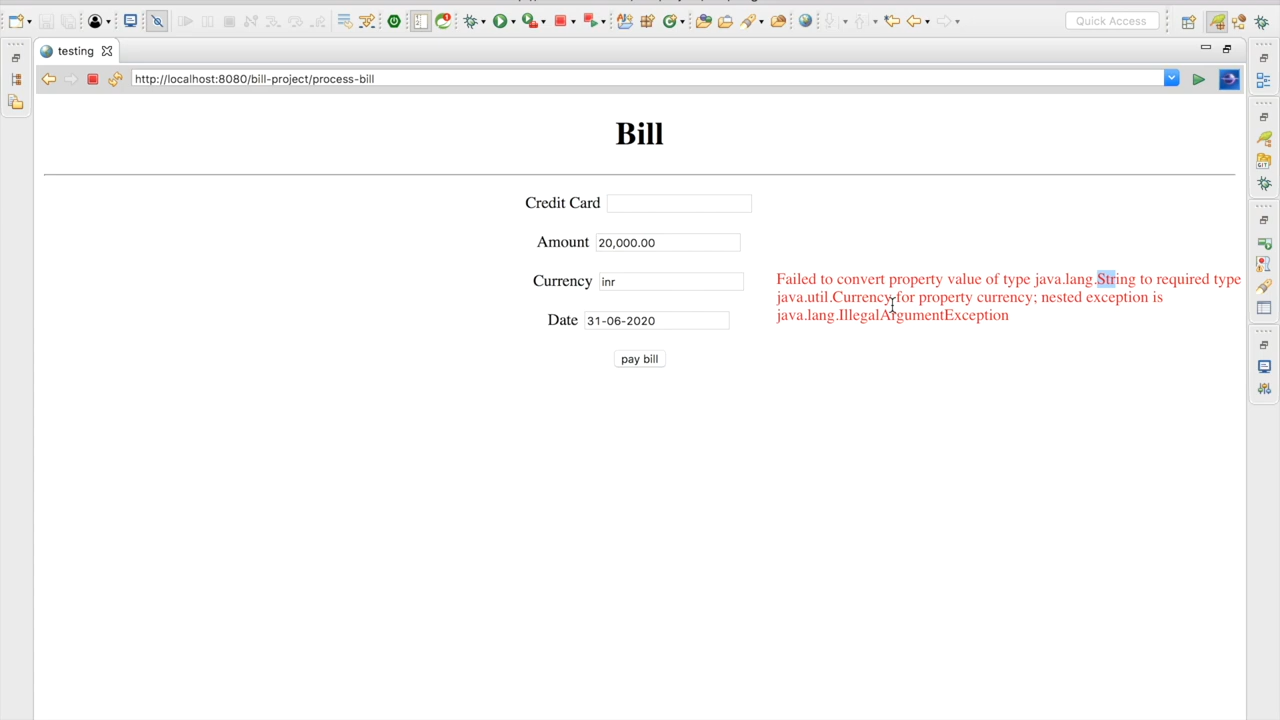 Quick Access
testing
http://localhost:8080/bill-project/process-bill
Bill
Credit Card
Amount 20,000.00
Currency inr
Failed to convert property value of type java.lang.String to required type
java.util.Currency for property currency; nested exception is
java.lang.IllegalArgumentException
Date 31-06-2020
pay bill